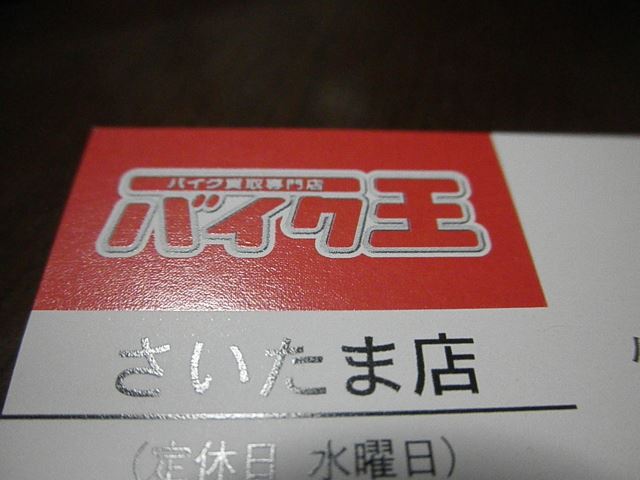 バイク買取専門店
バイク王
さいたま店
（定休日 水曜日）